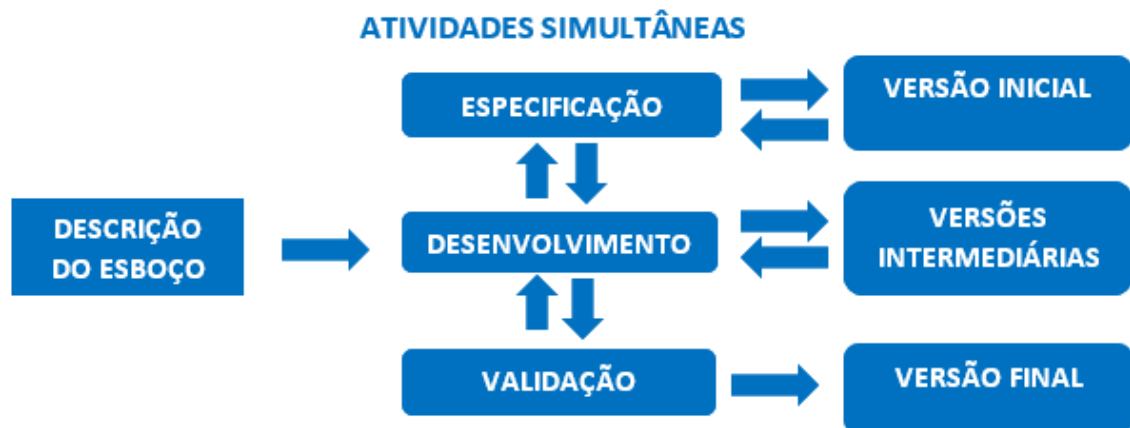 ATIVIDADES SIMULTÂNEAS
ESPECIFICAÇÃO
VERSÃO INICIAL
DESCRIÇÃO
DO ESBOÇO
DESENVOLVIMENTO
VERSÕES
INTERMEDIÁRIAS
VALIDAÇÃO
VERSÃO FINAL